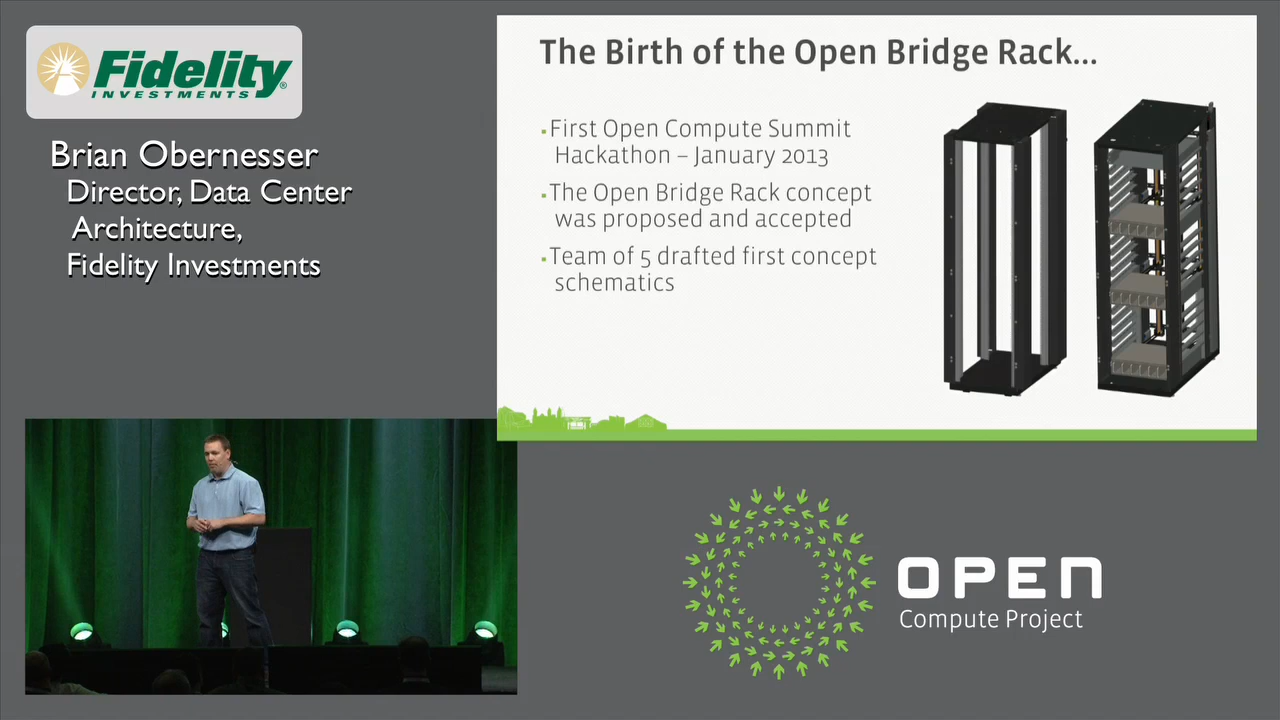 Fidelity
INVESTMENTS®
Brian Obernesser
Director, Data Center
Architecture,
Fidelity Investments
The Birth of the Open Bridge Rack...
▪First Open Compute Summit
Hackathon – January 2013
▪The Open Bridge Rack concept
was proposed and accepted
▪Team of 5 drafted first concept
schematics
OPEN
Compute Project